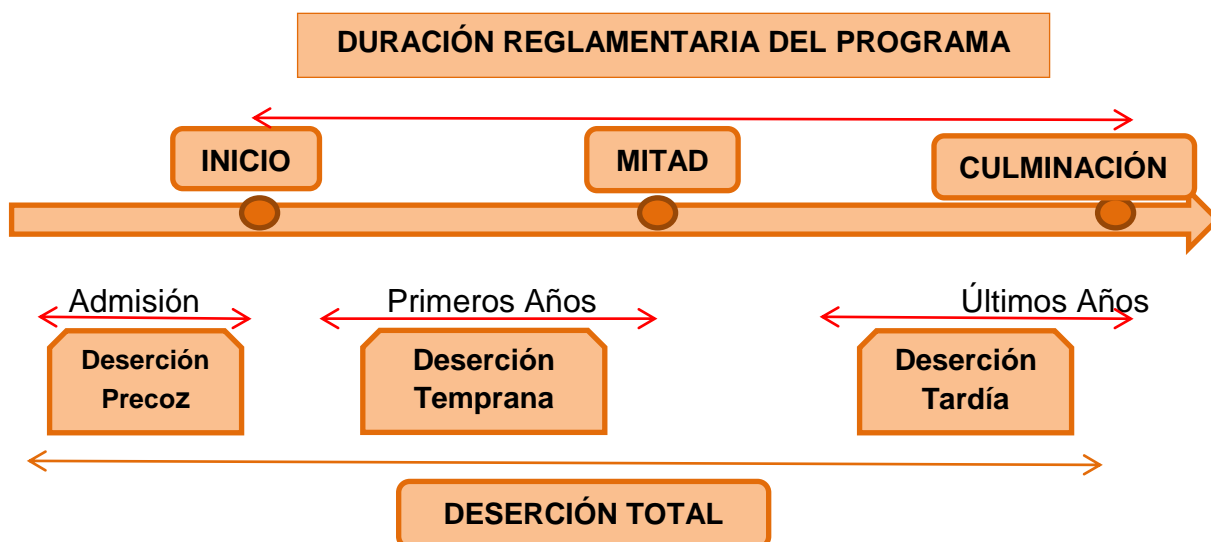 DURACIÓN REGLAMENTARIA DEL PROGRAMA
INICIO
MITAD
CULMINACIÓN
Admisión
Primeros Años
Últimos Años
Deserción
Precoz
Deserción
Temprana
Deserción
Tardía
DESERCIÓN TOTAL